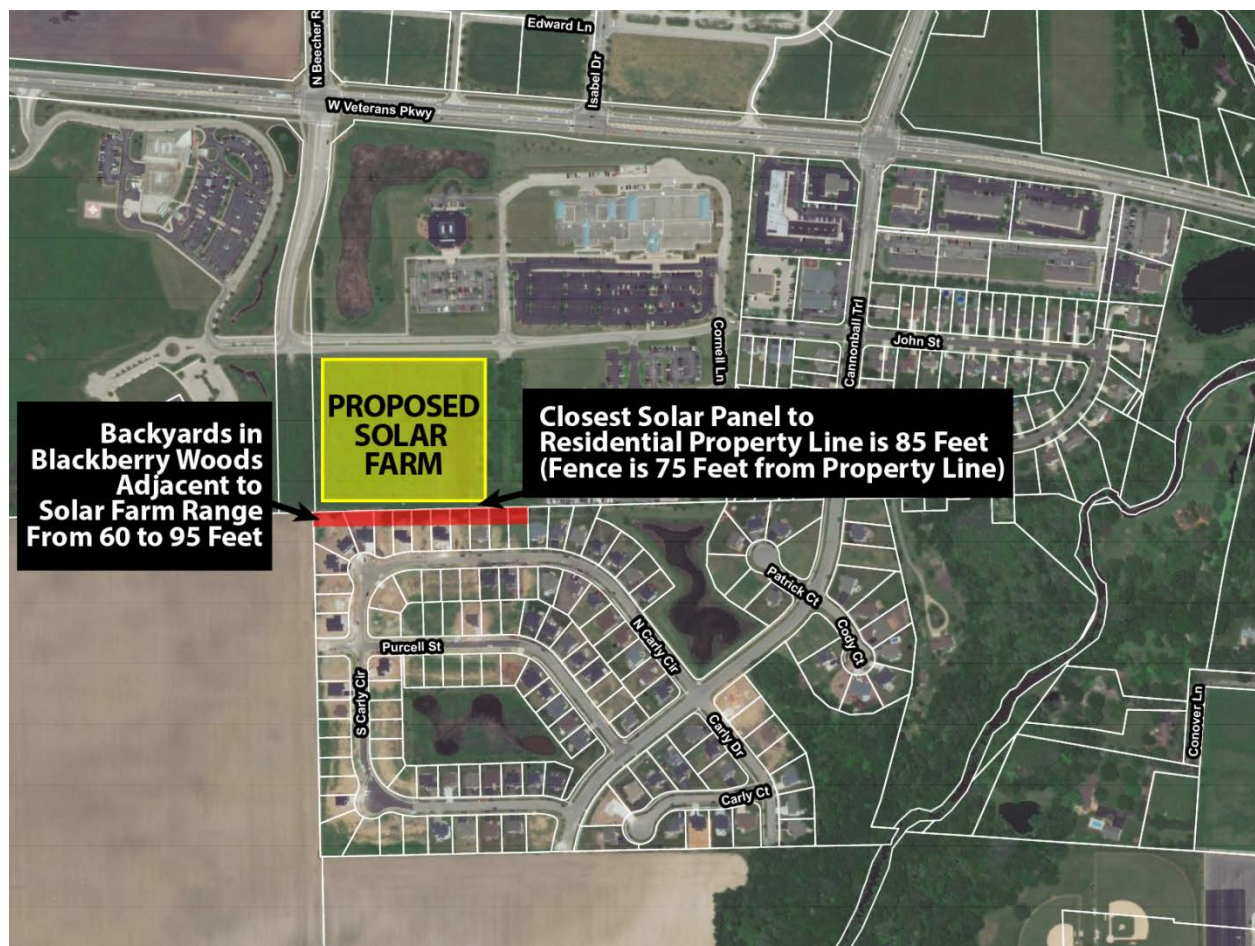 Edward Ln
N Beecher R
Isabel Dr
W Veterans Pkwy
Cornell Ln
Cannonball Trl
John St
PROPOSED
SOLAR
FARM
Backyards in
Blackberry Woods
Adjacent to
Solar Farm Range
From 60 to 95 Feet
Closest Solar Panel to
Residential Property Line is 85 Feet
(Fence is 75 Feet from Property Line)
Patrick Ct
Cody Ct
N Carly Cir
Purcell St
S Carly Cir
Carly Dr
Carly Ct
Conover Ln